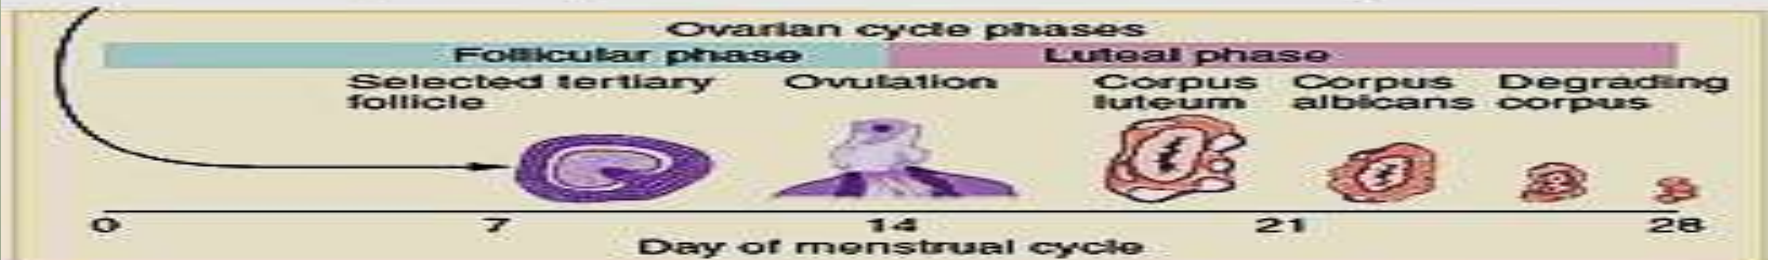 Ovarian cycle phases
Follicular phase
Luteal phase
Selected tertiary
follicle
Ovulation
Corpus
luteum
Corpus
albicans
Degrading
corpus
0 7 14 21 28
Day of menstrual cycle